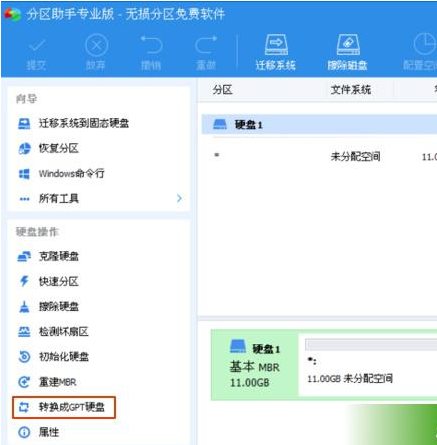 分区助手专业版 - 无损分区免费软件
提交 放弃 撤销 重制 迁移系统 擦除磁盘 配置空
向导
迁移系统到固态硬盘
恢复分区
Windows命令行
所有工具
硬盘操作
克隆硬盘
快速分区
擦除硬盘
检测坏扇区
初始化硬盘
重建MBR
转换成GPT硬盘
属性
分区 文件系统
硬盘1
* 未分配空间 11.0
硬盘1
基本 MBR
11.00GB
*:
11.00GB 未分配空间